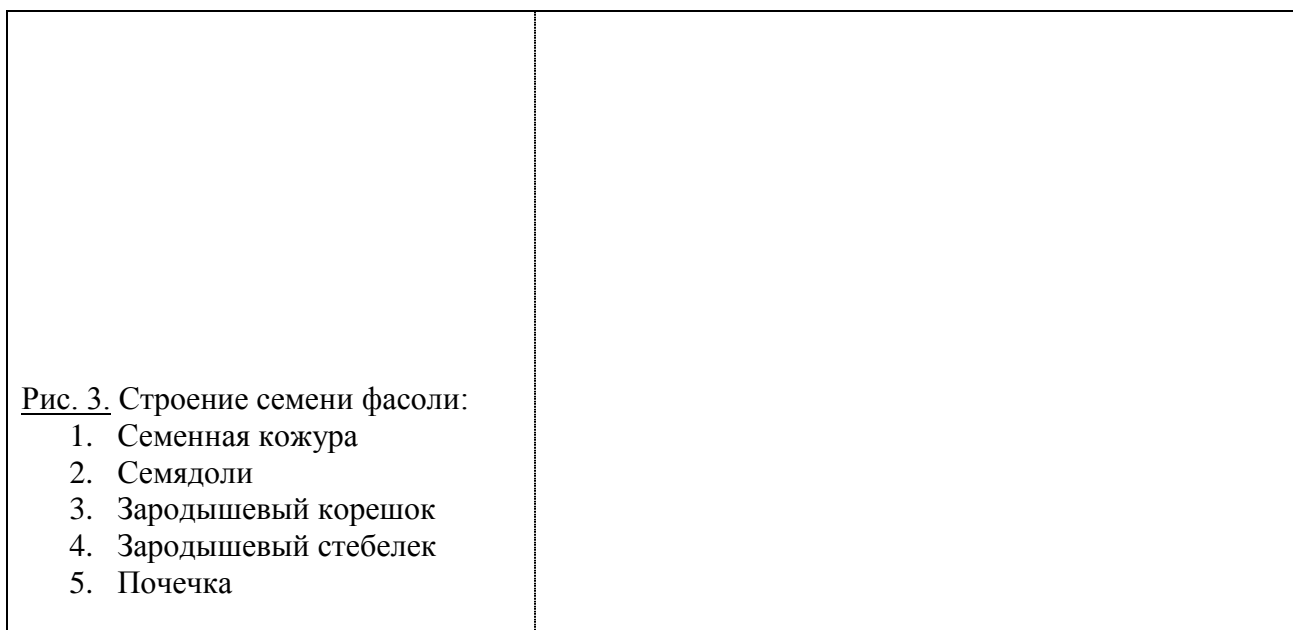 Рис. 3. Строение семени фасоли:
1. Семенная кожура
2. Семядоли
3. Зародышевый корешок
4. Зародышевый стебелек
5. Почечка